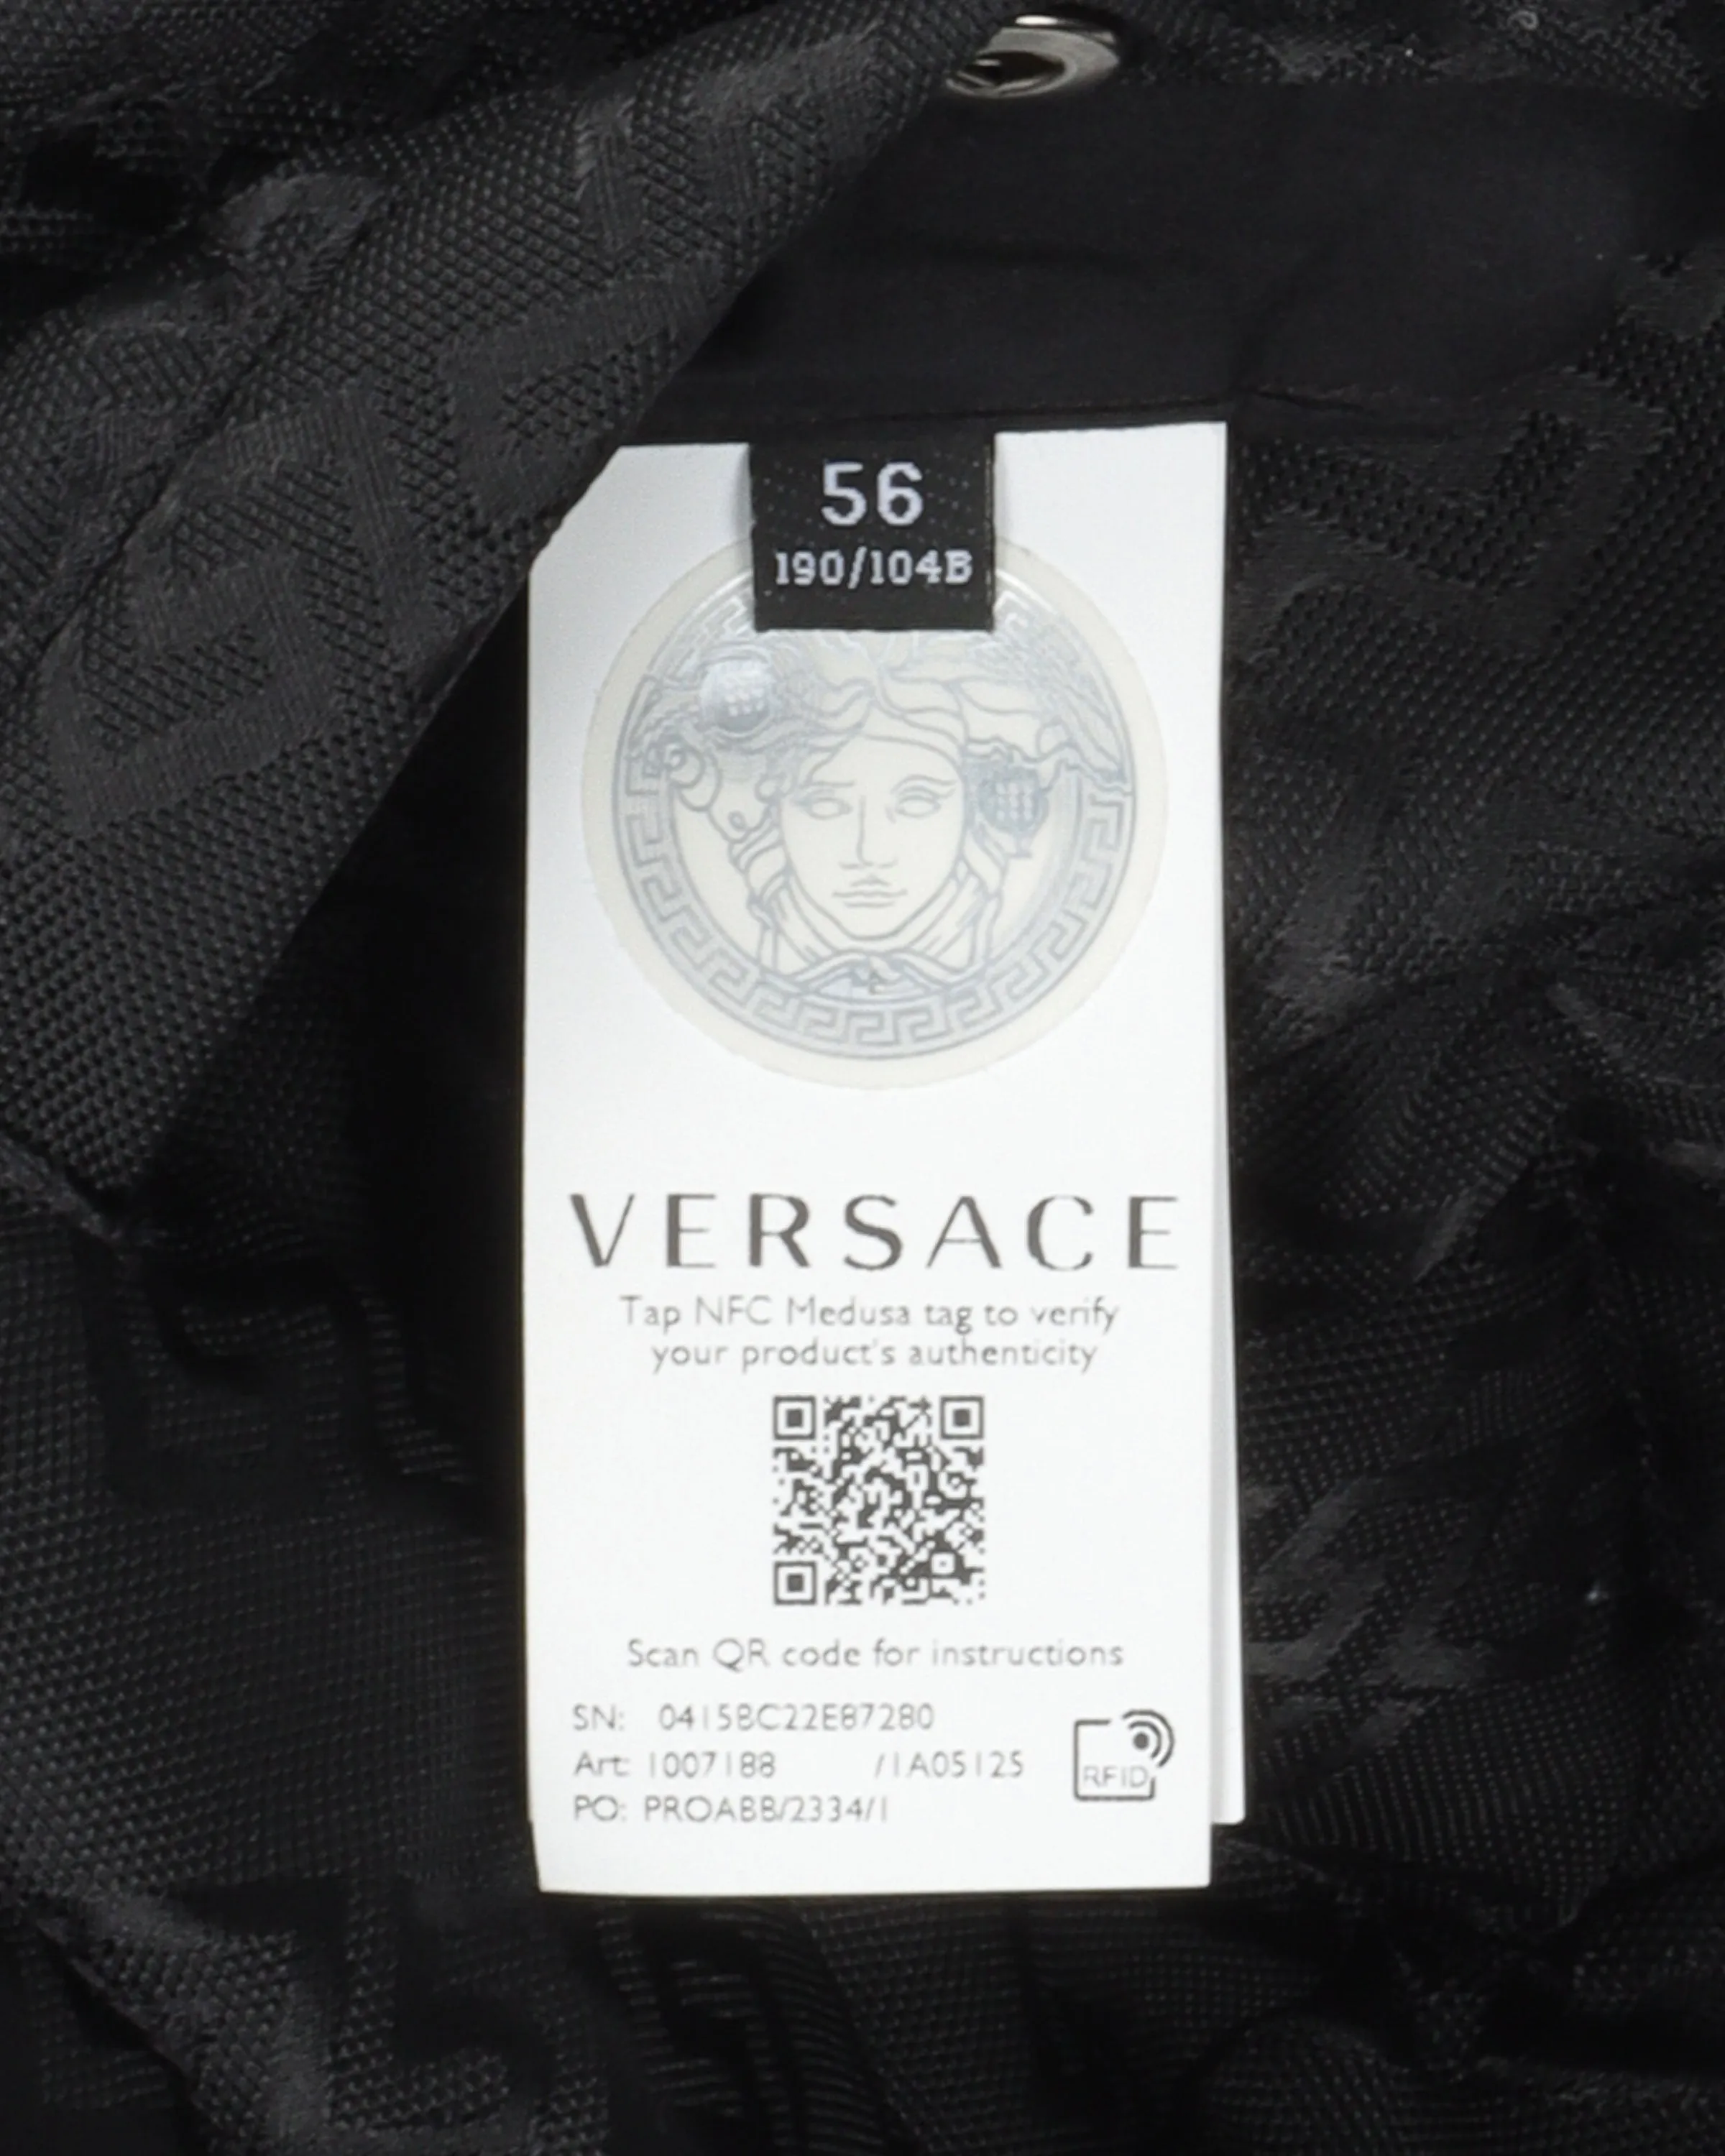 56
190/104B
VERSACE
Tap NFC Medusa tag to verify
your product's authenticity
Scan QR code for instructions
SN: 0415BC22E87280
Art: 1007188 /1A05125
PO: PROABB/2334/1
RFID